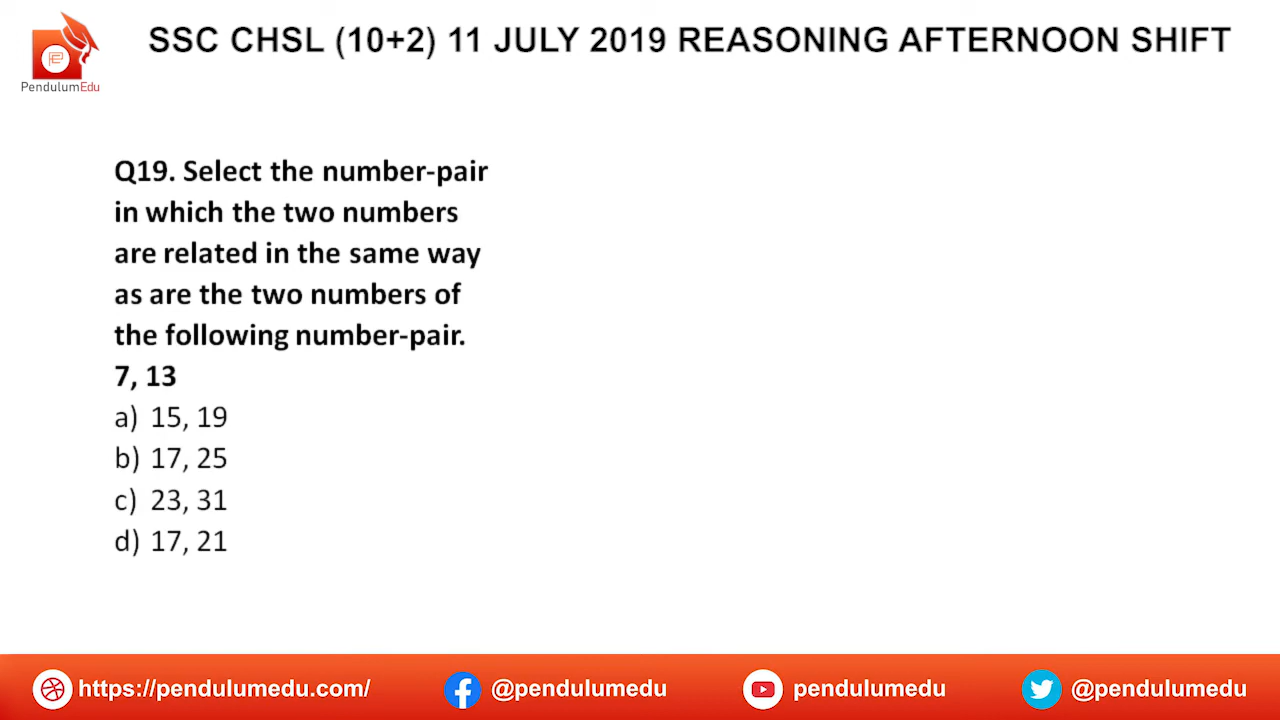 SSC CHSL (10+2) 11 JULY 2019 REASONING AFTERNOON SHIFT
PendulumEdu
Q19. Select the number-pair
in which the two numbers
are related in the same way
as are the two numbers of
the following number-pair.
7, 13
a) 15, 19
b) 17, 25
c) 23, 31
d) 17, 21
https://pendulumedu.com/
@pendulumedu
pendulumedu
@pendulumedu